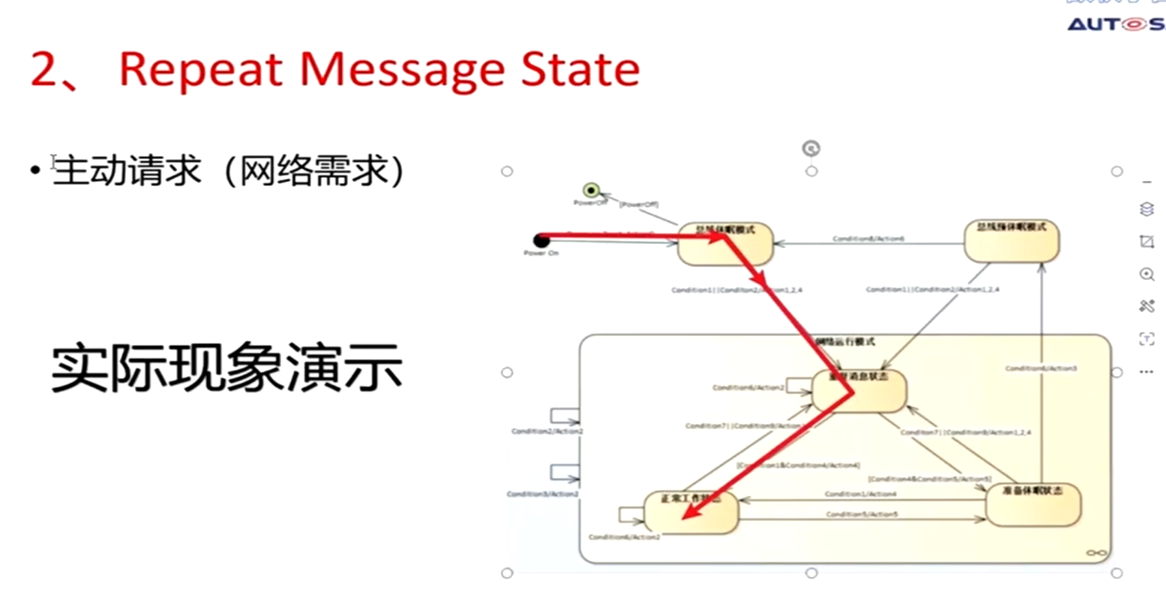 AUTOS
2、 Repeat Message State
• 主动请求（网络需求）
实际现象演示
PowerOff
[PowerOff]
Power On
总线休眠模式
Condition8/Action6
总线预休眠模式
Condition1||Condition2/Action1,2,4
Condition1||Condition2/Action1,2,4
网络运行模式
Condition6/Action3
重复消息状态
Condition6/Action2
Condition2/Action2
Condition7||Condition9/Action
Condition7||Condition9/Action1,2,4
[Condition1&Condition4/Action4]
[Condition4&Condition5/Action5]
Condition3/Action2
正常工作状态
Condition1/Action4
准备休眠状态
Condition5/Action5
Condition6/Action2